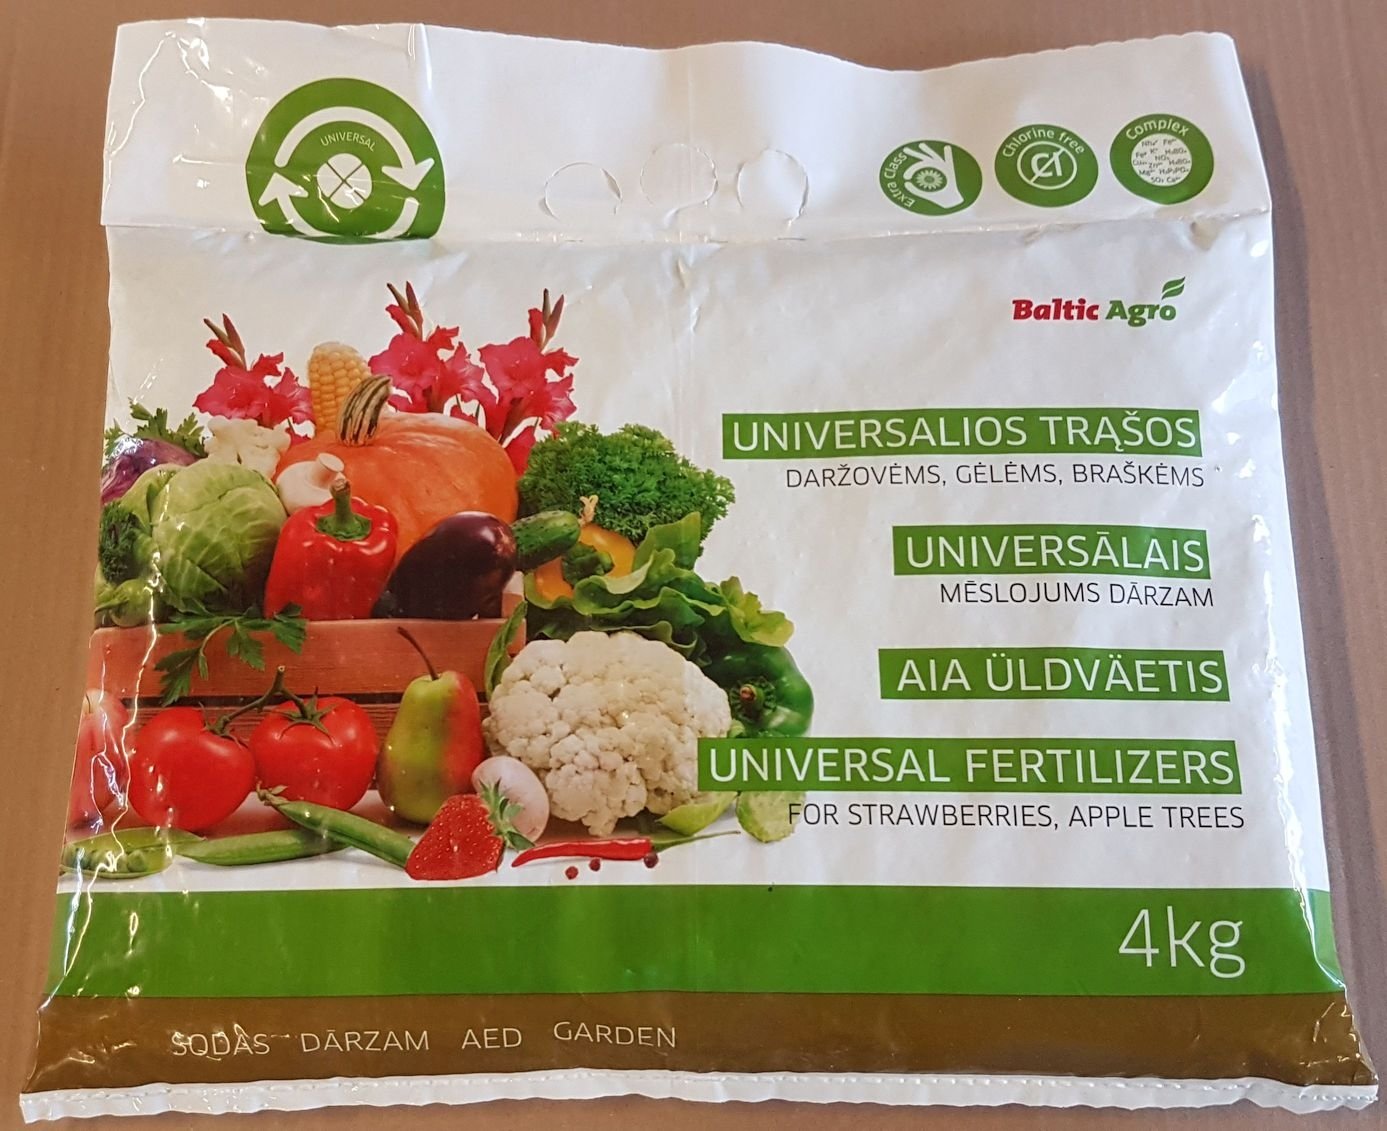 UNIVERSAL
Extra Class
Chlorine free
Cl
Complex
Baltic Agro
UNIVERSALIOS TRĄŠOS
DARŽOVĖMS, GĖLĖMS, BRAŠKĖMS
UNIVERSĀLAIS
MĒSLOJUMS DĀRZAM
AIA ÜLDVÄETIS
UNIVERSAL FERTILIZERS
FOR STRAWBERRIES, APPLE TREES
4kg
SODAS DĀRZAM AED GARDEN